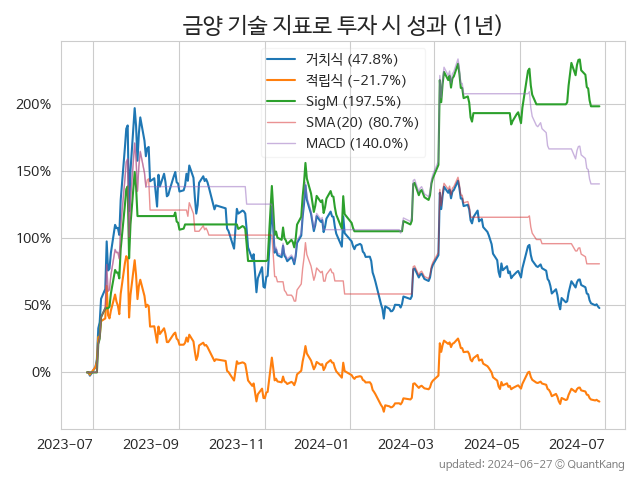 금양 기술 지표로 투자 시 성과 (1년)
거치식 (47.8%)
적립식 (−21.7%)
SigM (197.5%)
SMA(20) (80.7%)
MACD (140.0%)
200%
150%
100%
50%
0%
2023-07 2023-09 2023-11 2024-01 2024-03 2024-05 2024-07
updated: 2024-06-27 © QuantKang